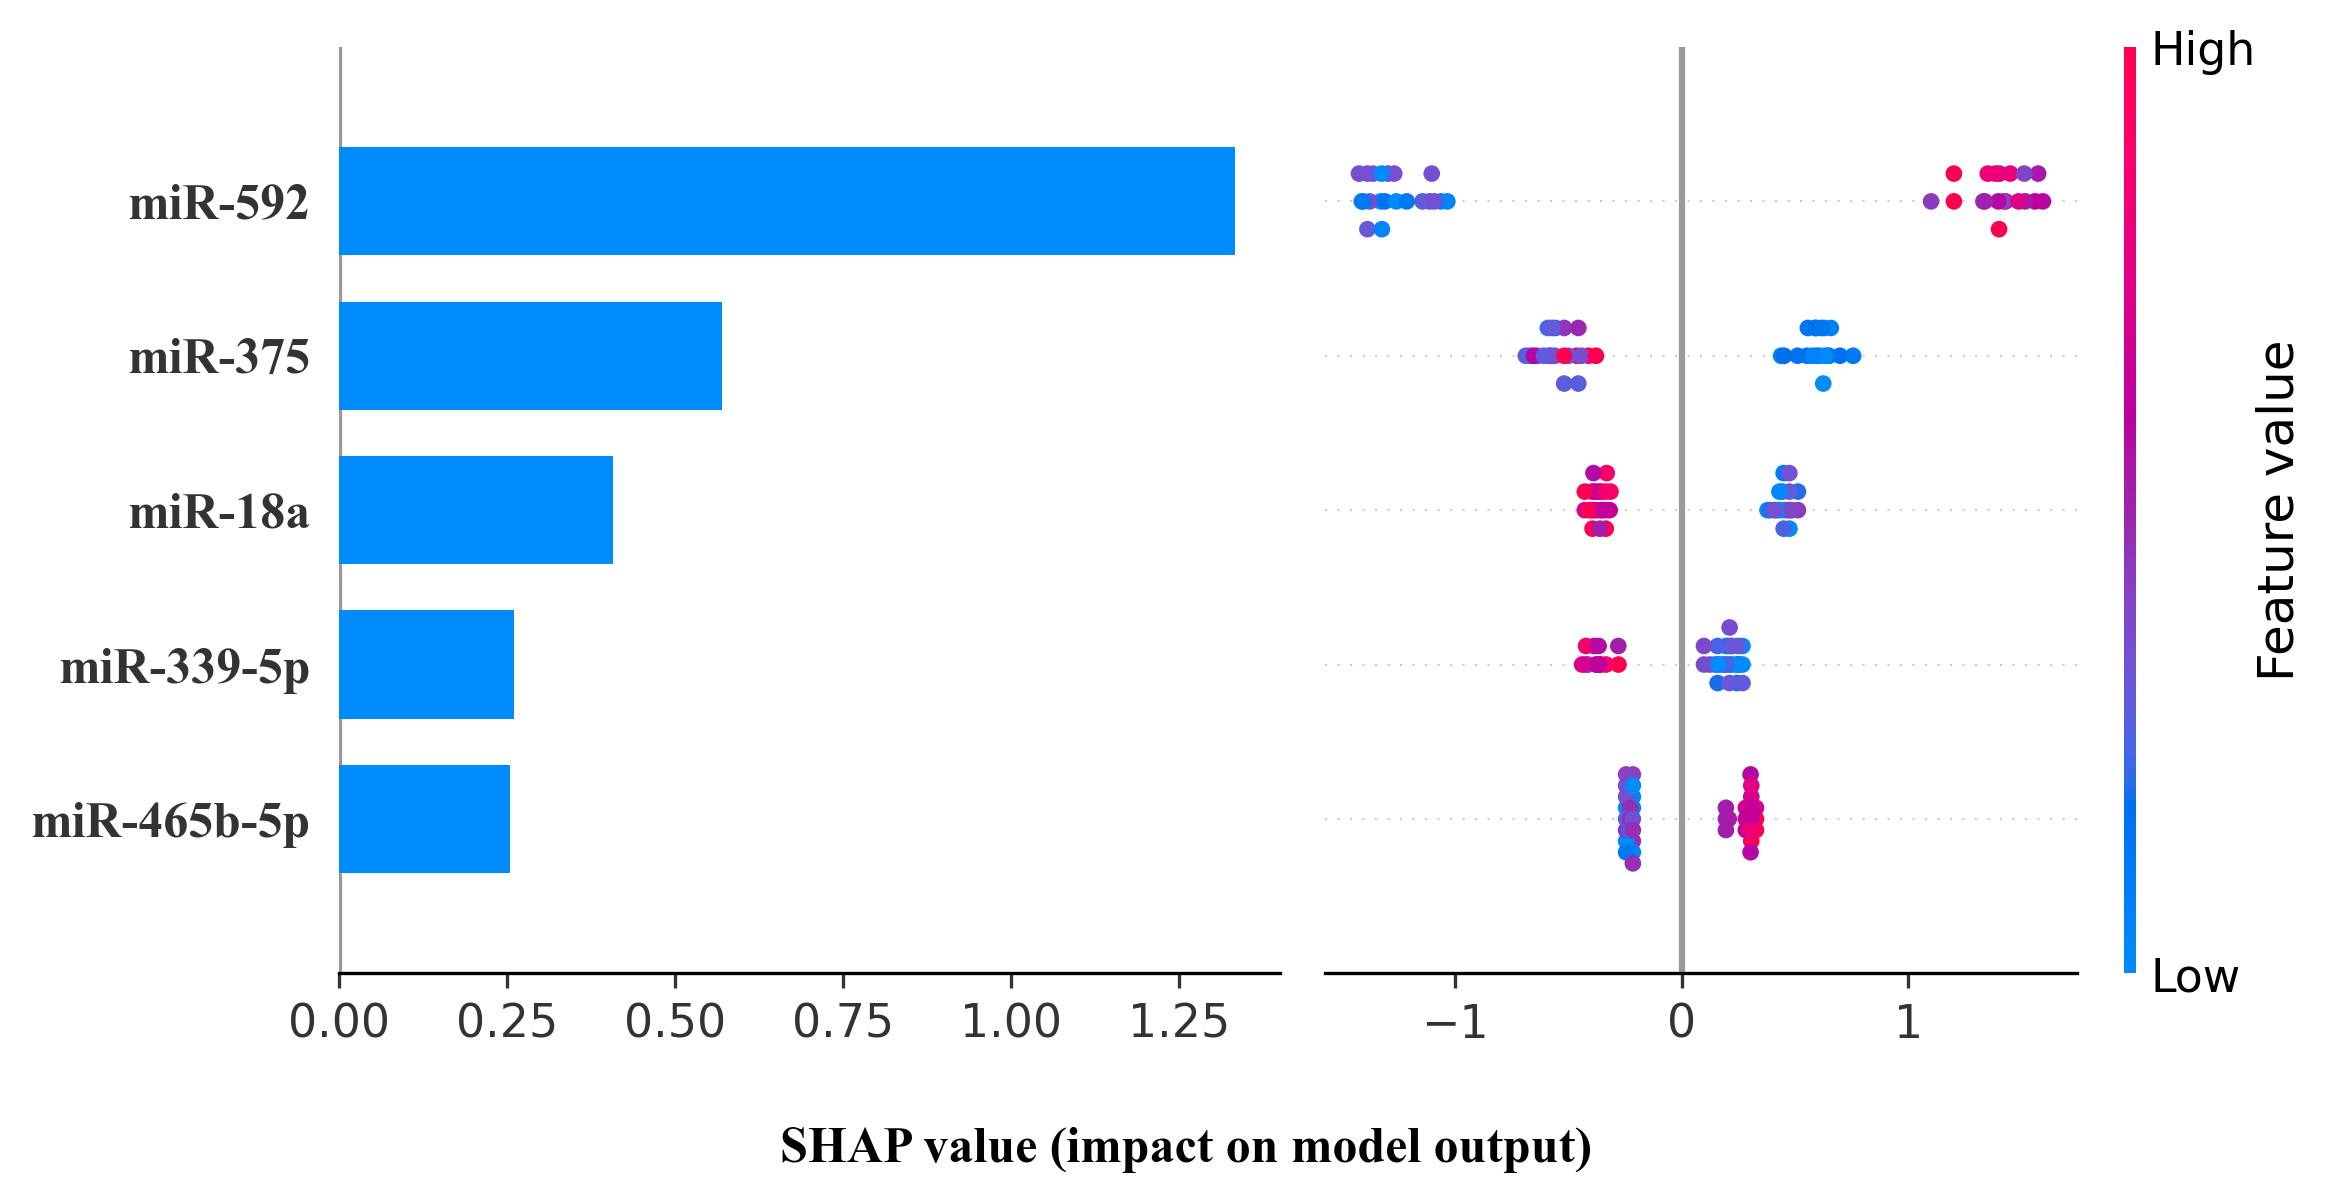 High
miR-592
miR-375
miR-18a
miR-339-5p
miR-465b-5p
Feature value
Low
0.00 0.25 0.50 0.75 1.00 1.25
−1 0 1
SHAP value (impact on model output)